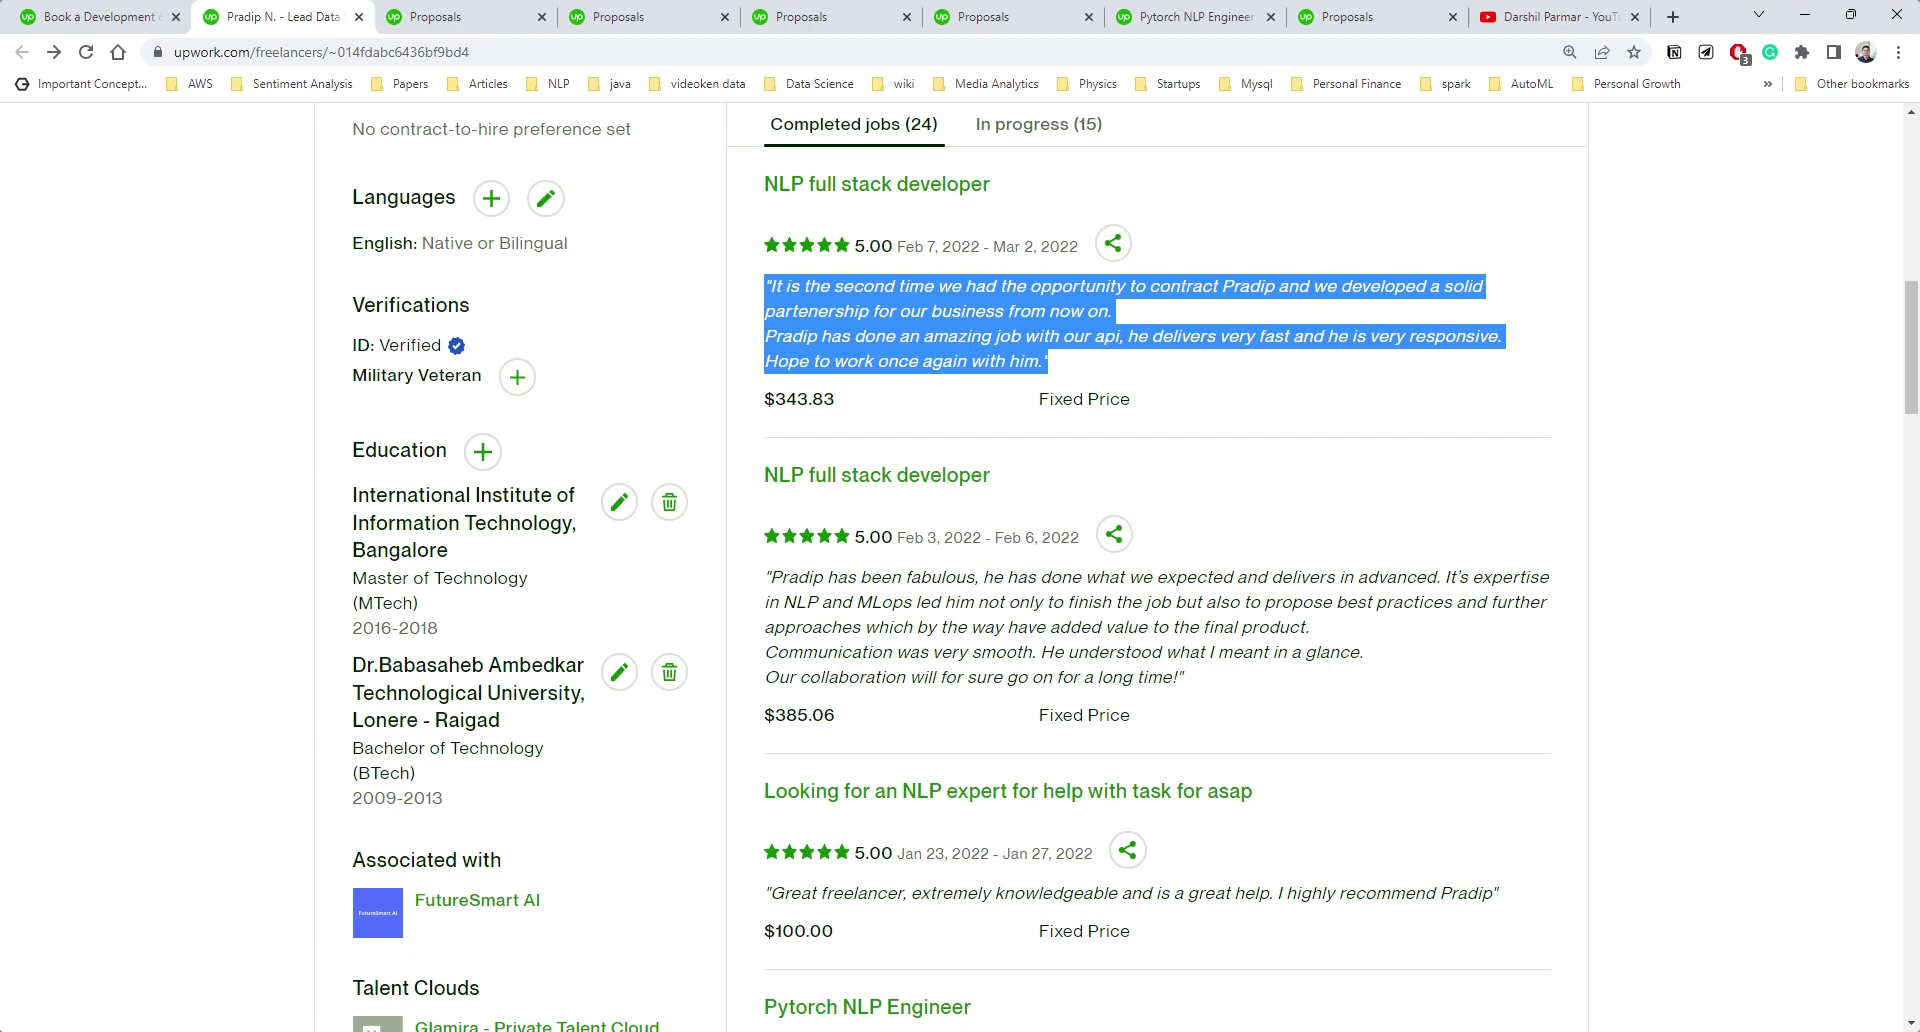 Book a Development &
Pradip N. - Lead Data
Proposals
Proposals
Proposals
Proposals
Pytorch NLP Engineer
Proposals
Darshil Parmar - YouTu
upwork.com/freelancers/~014fdabc6436bf9bd4
3
Important Concept...
AWS
Sentiment Analysis
Papers
Articles
NLP
java
videoken data
Data Science
wiki
Media Analytics
Physics
Startups
Mysql
Personal Finance
spark
AutoML
Personal Growth
»
Other bookmarks
No contract-to-hire preference set
Languages
English: Native or Bilingual
Verifications
ID: Verified
Military Veteran
Education
International Institute of
Information Technology,
Bangalore
Master of Technology
(MTech)
2016-2018
Dr.Babasaheb Ambedkar
Technological University,
Lonere - Raigad
Bachelor of Technology
(BTech)
2009-2013
Associated with
FutureSmart AI
FutureSmart AI
Talent Clouds
Glamira - Private Talent Cloud
Completed jobs (24)
In progress (15)
NLP full stack developer
5.00 Feb 7, 2022 - Mar 2, 2022
"It is the second time we had the opportunity to contract Pradip and we developed a solid
partenership for our business from now on.
Pradip has done an amazing job with our api, he delivers very fast and he is very responsive.
Hope to work once again with him."
$343.83
Fixed Price
NLP full stack developer
5.00 Feb 3, 2022 - Feb 6, 2022
"Pradip has been fabulous, he has done what we expected and delivers in advanced. It's expertise
in NLP and MLops led him not only to finish the job but also to propose best practices and further
approaches which by the way have added value to the final product.
Communication was very smooth. He understood what I meant in a glance.
Our collaboration will for sure go on for a long time!"
$385.06
Fixed Price
Looking for an NLP expert for help with task for asap
5.00 Jan 23, 2022 - Jan 27, 2022
"Great freelancer, extremely knowledgeable and is a great help. I highly recommend Pradip"
$100.00
Fixed Price
Pytorch NLP Engineer